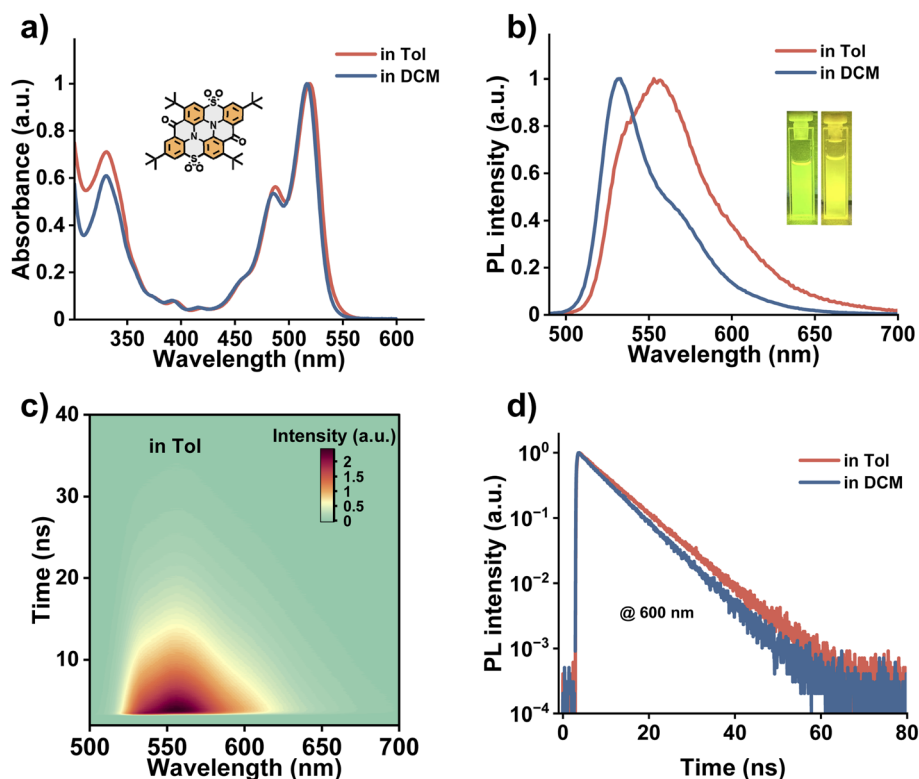 a)
in Tol
in DCM
Absorbance (a.u.)
1
0.8
0.6
0.4
0.2
0
350 400 450 500 550 600
Wavelength (nm)
O O
S
O
N
N
O
S
O O
b)
in Tol
in DCM
PL intensity (a.u.)
1
0.8
0.6
0.4
0.2
0
500 550 600 650 700
Wavelength (nm)
c)
in Tol
Intensity (a.u.)
2
1.5
1
0.5
0
Time (ns)
40
30
20
10
500 550 600 650 700
Wavelength (nm)
d)
in Tol
in DCM
@ 600 nm
PL intensity (a.u.)
10⁰
10⁻¹
10⁻²
10⁻³
10⁻⁴
0 20 40 60 80
Time (ns)